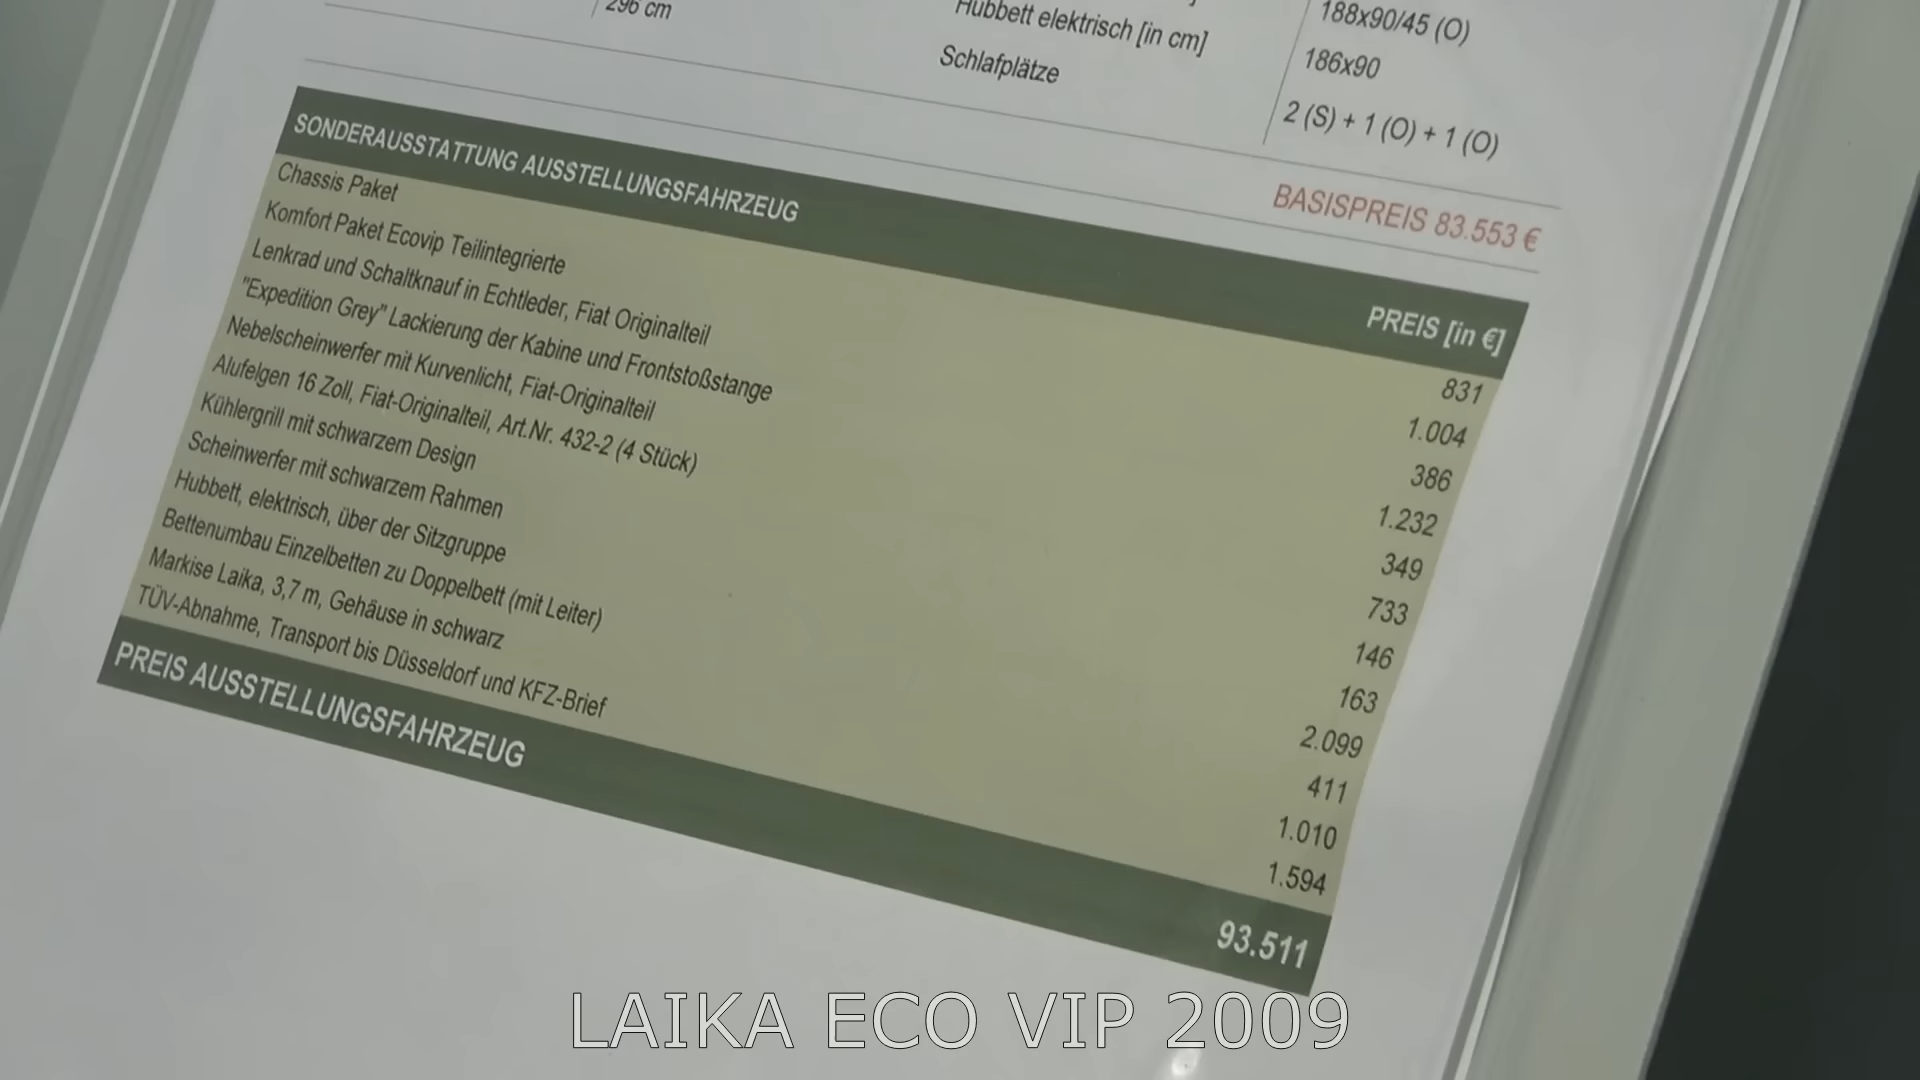 296 cm
Hubbett elektrisch [in cm]
Schlafplätze
188x90/45 (O)
186x90
2 (S) + 1 (O) + 1 (O)
BASISPREIS 83.553 €
SONDERAUSSTATTUNG AUSSTELLUNGSFAHRZEUG PREIS [in €]
Chassis Paket 831
Komfort Paket Ecovip Teilintegrierte 1.004
Lenkrad und Schaltknauf in Echtleder, Fiat Originalteil 386
"Expedition Grey" Lackierung der Kabine und Frontstoßstange 1.232
Nebelscheinwerfer mit Kurvenlicht, Fiat-Originalteil 349
Alufelgen 16 Zoll, Fiat-Originalteil, Art.Nr. 432-2 (4 Stück) 733
Kühlergrill mit schwarzem Design 146
Scheinwerfer mit schwarzem Rahmen 163
Hubbett, elektrisch, über der Sitzgruppe 2.099
Bettenumbau Einzelbetten zu Doppelbett (mit Leiter) 411
Markise Laika, 3,7 m, Gehäuse in schwarz 1.010
TÜV-Abnahme, Transport bis Düsseldorf und KFZ-Brief 1.594
PREIS AUSSTELLUNGSFAHRZEUG 93.511
LAIKA ECO VIP 2009